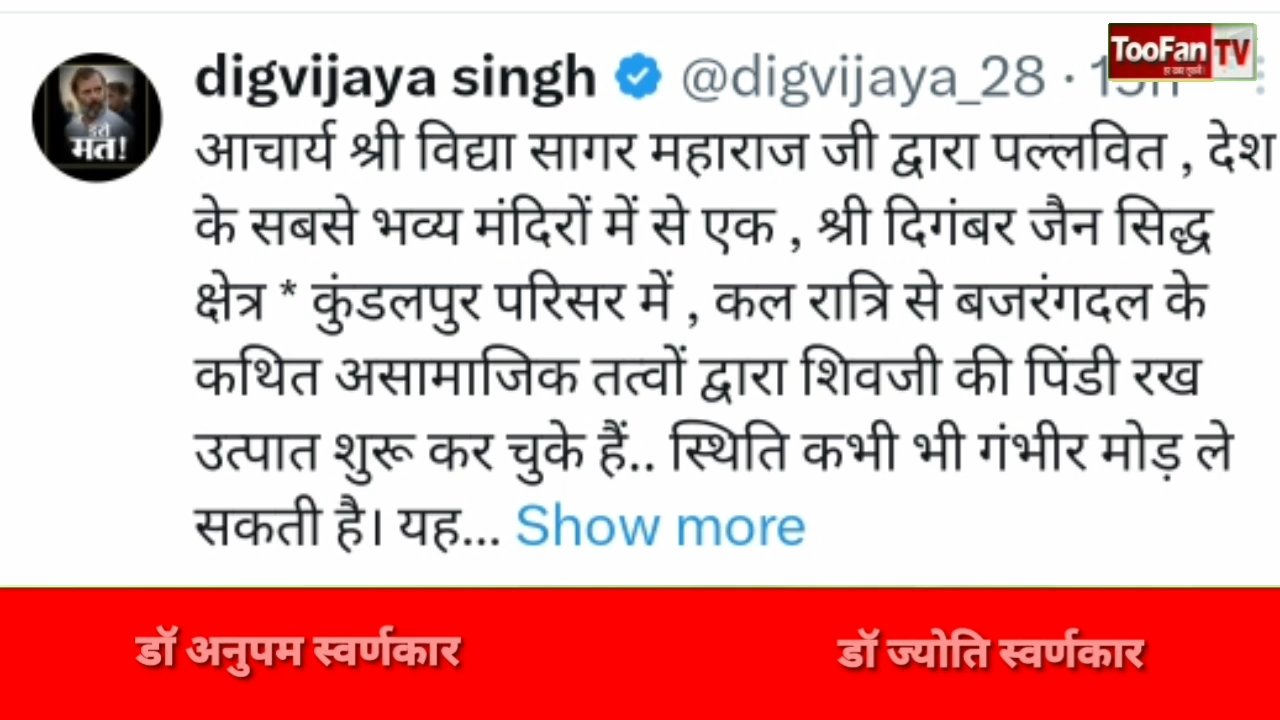 TooFan TV
digvijaya singh @digvijaya_28 ·
डरो
मत!
आचार्य श्री विद्या सागर महाराज जी द्वारा पल्लवित , देश
के सबसे भव्य मंदिरों में से एक , श्री दिगंबर जैन सिद्ध
क्षेत्र * कुंडलपुर परिसर में , कल रात्रि से बजरंगदल के
कथित असामाजिक तत्वों द्वारा शिवजी की पिंडी रख
उत्पात शुरू कर चुके हैं.. स्थिति कभी भी गंभीर मोड़ ले
सकती है। यह... Show more
डॉ अनुपम स्वर्णकार
डॉ ज्योति स्वर्णकार